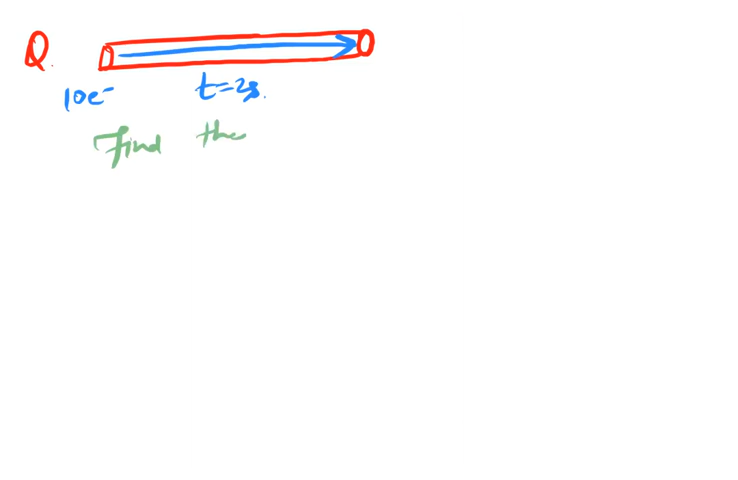 Q.
10e⁻ t=2s.
Find the